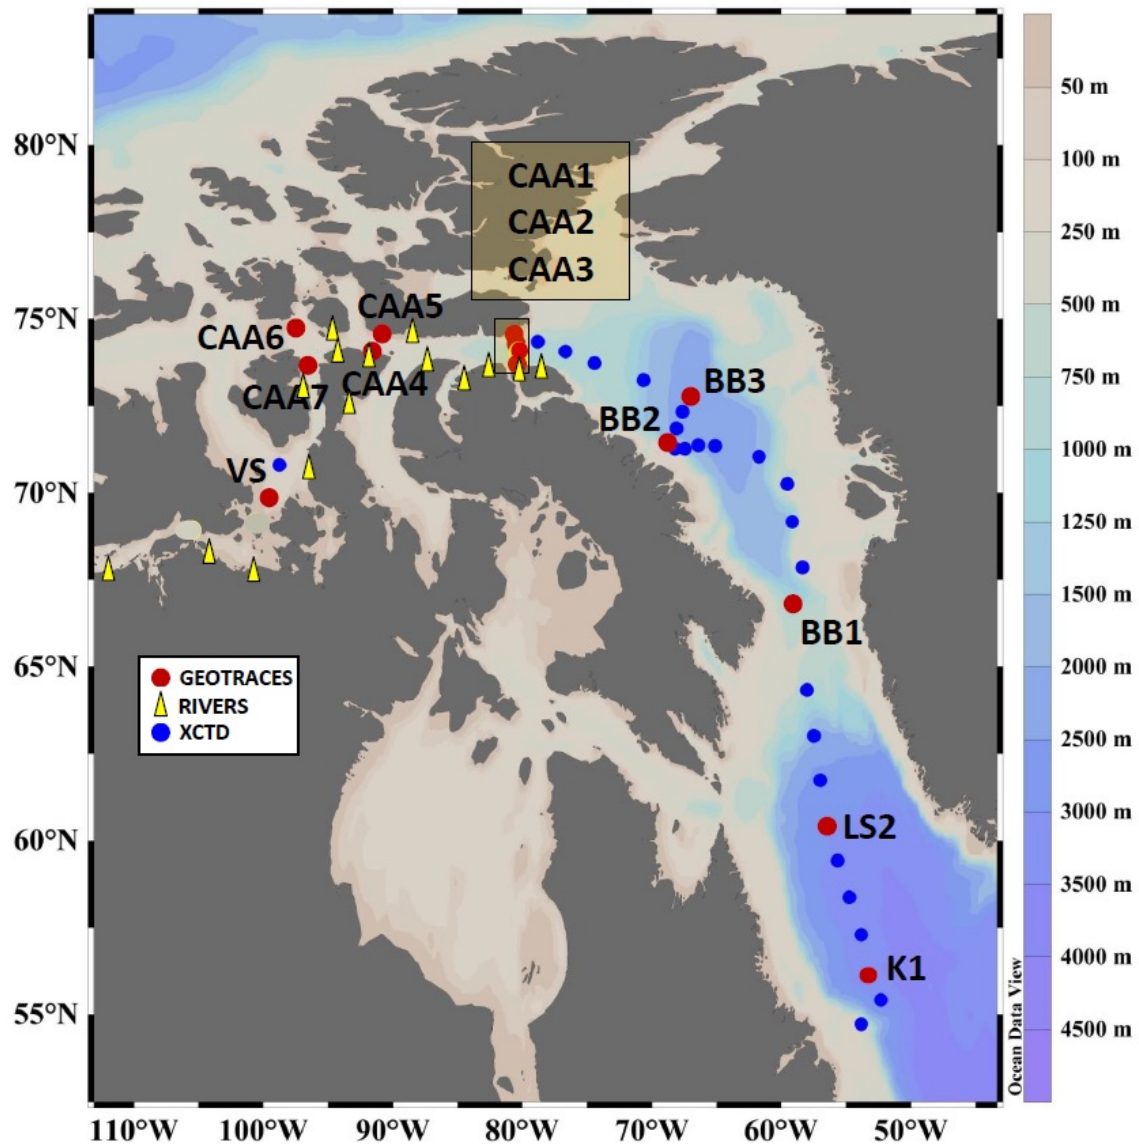 80°N
75°N
70°N
65°N
60°N
55°N
CAA1
CAA2
CAA3
CAA5
CAA6
CAA4
CAA7
VS
BB3
BB2
BB1
LS2
K1
GEOTRACES
RIVERS
XCTD
50 m
100 m
250 m
500 m
750 m
1000 m
1250 m
1500 m
2000 m
2500 m
3000 m
3500 m
4000 m
4500 m
Ocean Data View
110°W 100°W 90°W 80°W 70°W 60°W 50°W